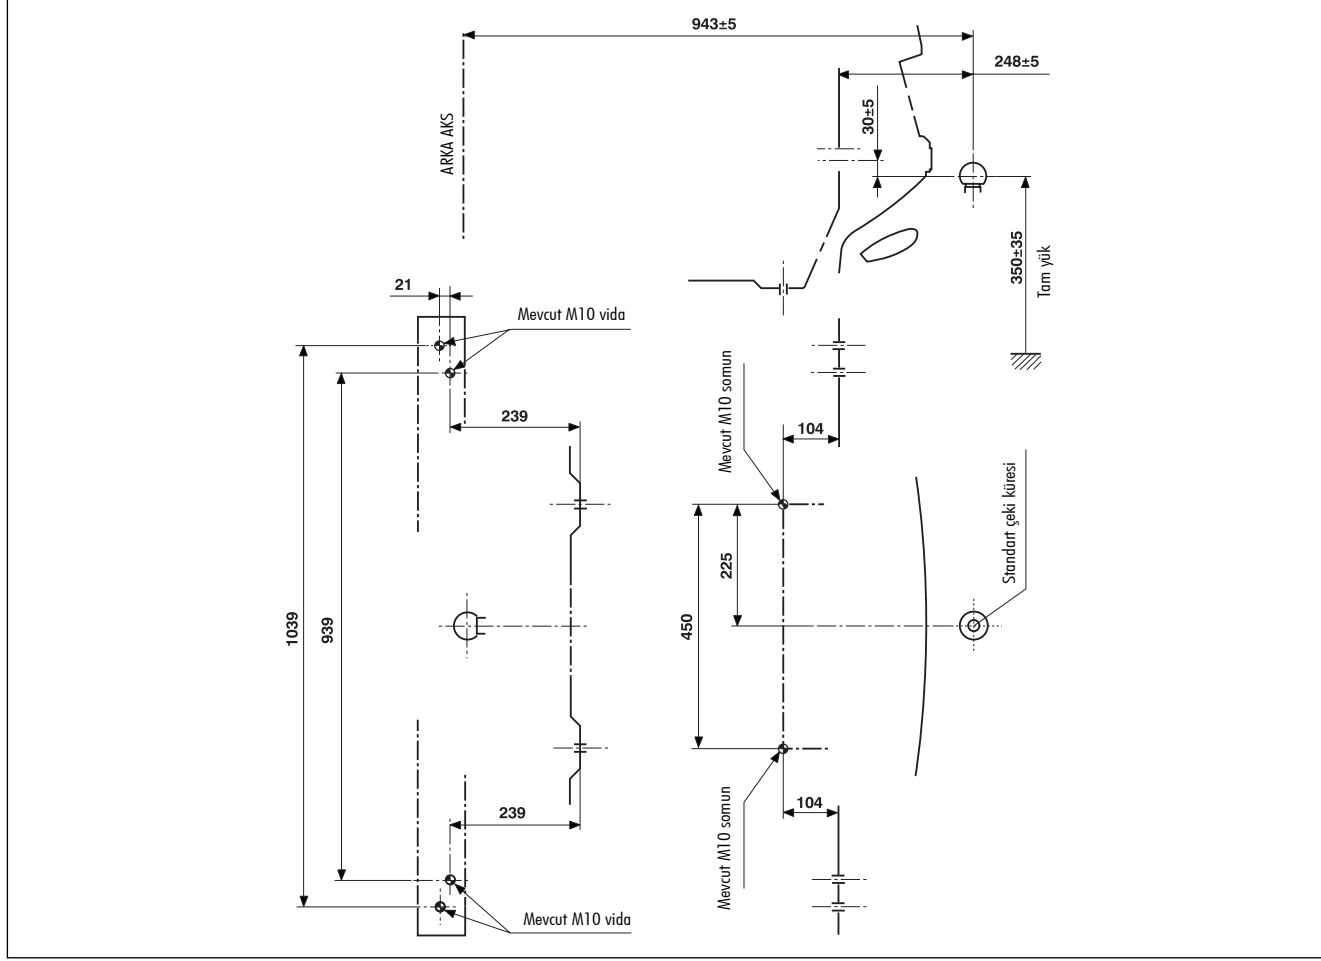 943±5
248±5
30±5
ARKA AKS
350±35
Tam yük
21
Mevcut M10 vida
239
Mevcut M10 somun
104
Standart çeki küresi
225
450
1039
939
239
104
Mevcut M10 somun
Mevcut M10 vida